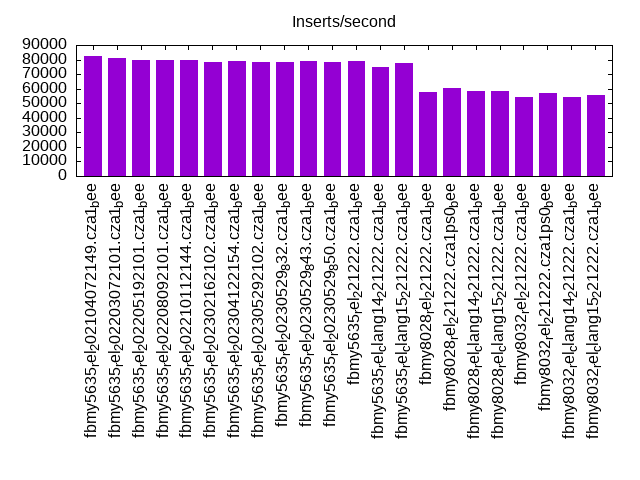 Inserts/second
90000
80000
70000
60000
50000
40000
30000
20000
10000
0
fbmy5635rel202104072149.cza1bee
fbmy5635rel202203072101.cza1bee
fbmy5635rel202205192101.cza1bee
fbmy5635rel202208092101.cza1bee
fbmy5635rel202210112144.cza1bee
fbmy5635rel202302162102.cza1bee
fbmy5635rel202304122154.cza1bee
fbmy5635rel202305292102.cza1bee
fbmy5635rel20230529832.cza1bee
fbmy5635rel20230529843.cza1bee
fbmy5635rel20230529850.cza1bee
fbmy5635rel221222.cza1bee
fbmy5635relclang14221222.cza1bee
fbmy5635relclang15221222.cza1bee
fbmy8028rel221222.cza1bee
fbmy8028rel221222.cza1ps0bee
fbmy8028relclang14221222.cza1bee
fbmy8028relclang15221222.cza1bee
fbmy8032rel221222.cza1bee
fbmy8032rel221222.cza1ps0bee
fbmy8032relclang14221222.cza1bee
fbmy8032relclang15221222.cza1bee